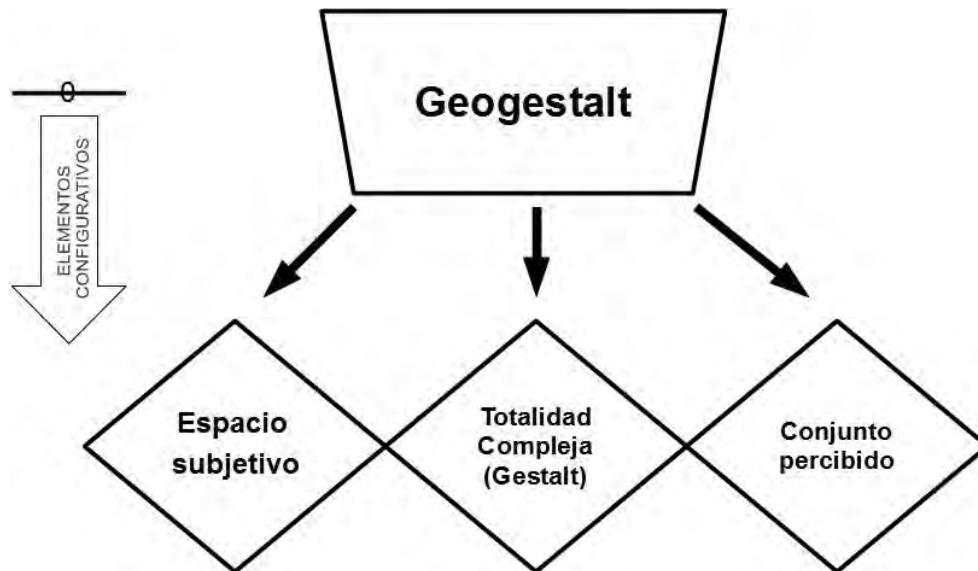 Geogestalt
0
ELEMENTOS
CONFIGURATIVOS
Espacio
subjetivo
Totalidad
Compleja
(Gestalt)
Conjunto
percibido